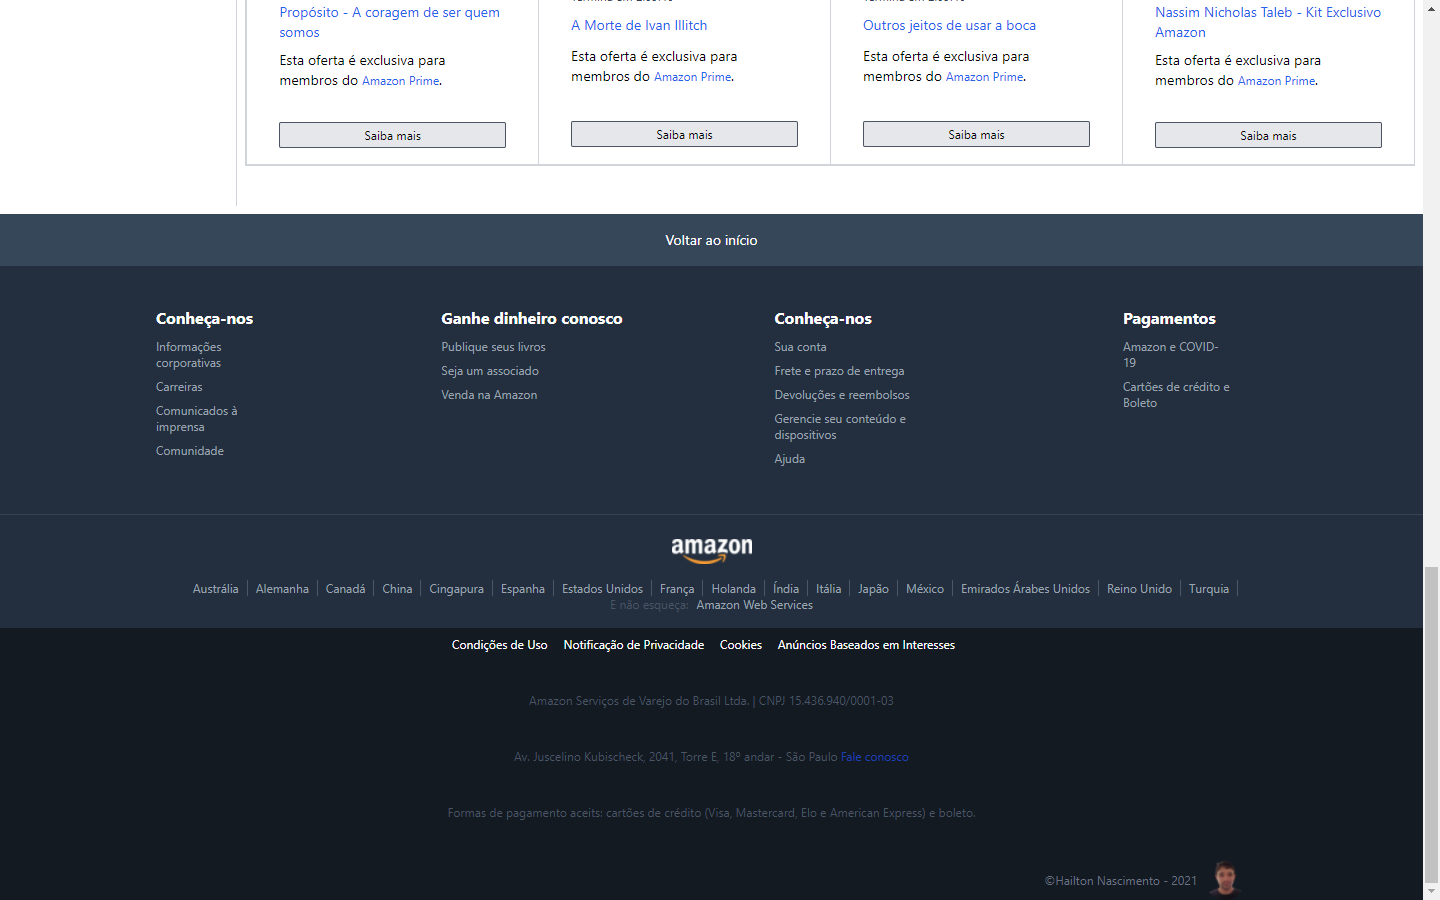 Propósito - A coragem de ser quem
somos
Esta oferta é exclusiva para
membros do Amazon Prime.
Saiba mais
A Morte de Ivan Illitch
Esta oferta é exclusiva para
membros do Amazon Prime.
Saiba mais
Outros jeitos de usar a boca
Esta oferta é exclusiva para
membros do Amazon Prime.
Saiba mais
Nassim Nicholas Taleb - Kit Exclusivo
Amazon
Esta oferta é exclusiva para
membros do Amazon Prime.
Saiba mais
Voltar ao início
Conheça-nos
Informações
corporativas
Carreiras
Comunicados à
imprensa
Comunidade
Ganhe dinheiro conosco
Publique seus livros
Seja um associado
Venda na Amazon
Conheça-nos
Sua conta
Frete e prazo de entrega
Devoluções e reembolsos
Gerencie seu conteúdo e
dispositivos
Ajuda
Pagamentos
Amazon e COVID-
19
Cartões de crédito e
Boleto
amazon
Austrália Alemanha Canadá China Cingapura Espanha Estados Unidos França Holanda Índia Itália Japão México Emirados Árabes Unidos Reino Unido Turquia
E não esqueça: Amazon Web Services
Condições de Uso Notificação de Privacidade Cookies Anúncios Baseados em Interesses
Amazon Serviços de Varejo do Brasil Ltda. | CNPJ 15.436.940/0001-03
Av. Juscelino Kubischeck, 2041, Torre E, 18º andar - São Paulo Fale conosco
Formas de pagamento aceits: cartões de crédito (Visa, Mastercard, Elo e American Express) e boleto.
©Hailton Nascimento - 2021